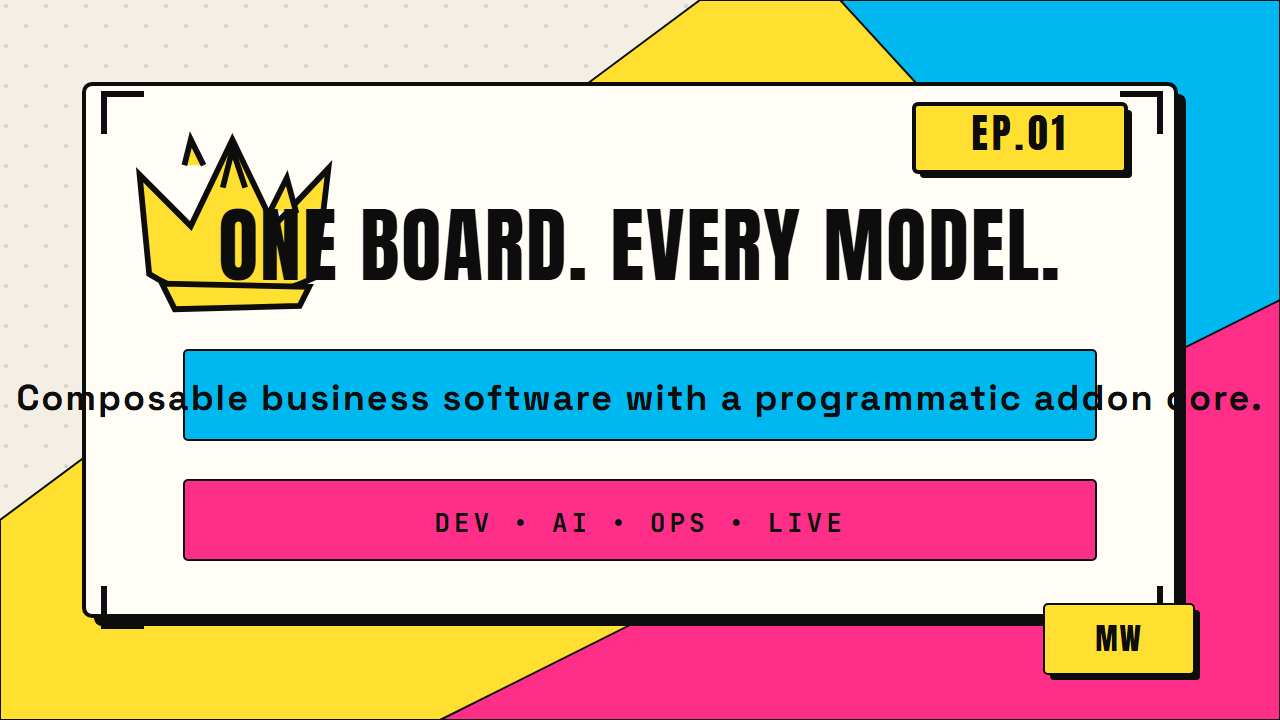 EP.01
ONE BOARD. EVERY MODEL.
Composable business software with a programmatic addon core.
DEV • AI • OPS • LIVE
MW